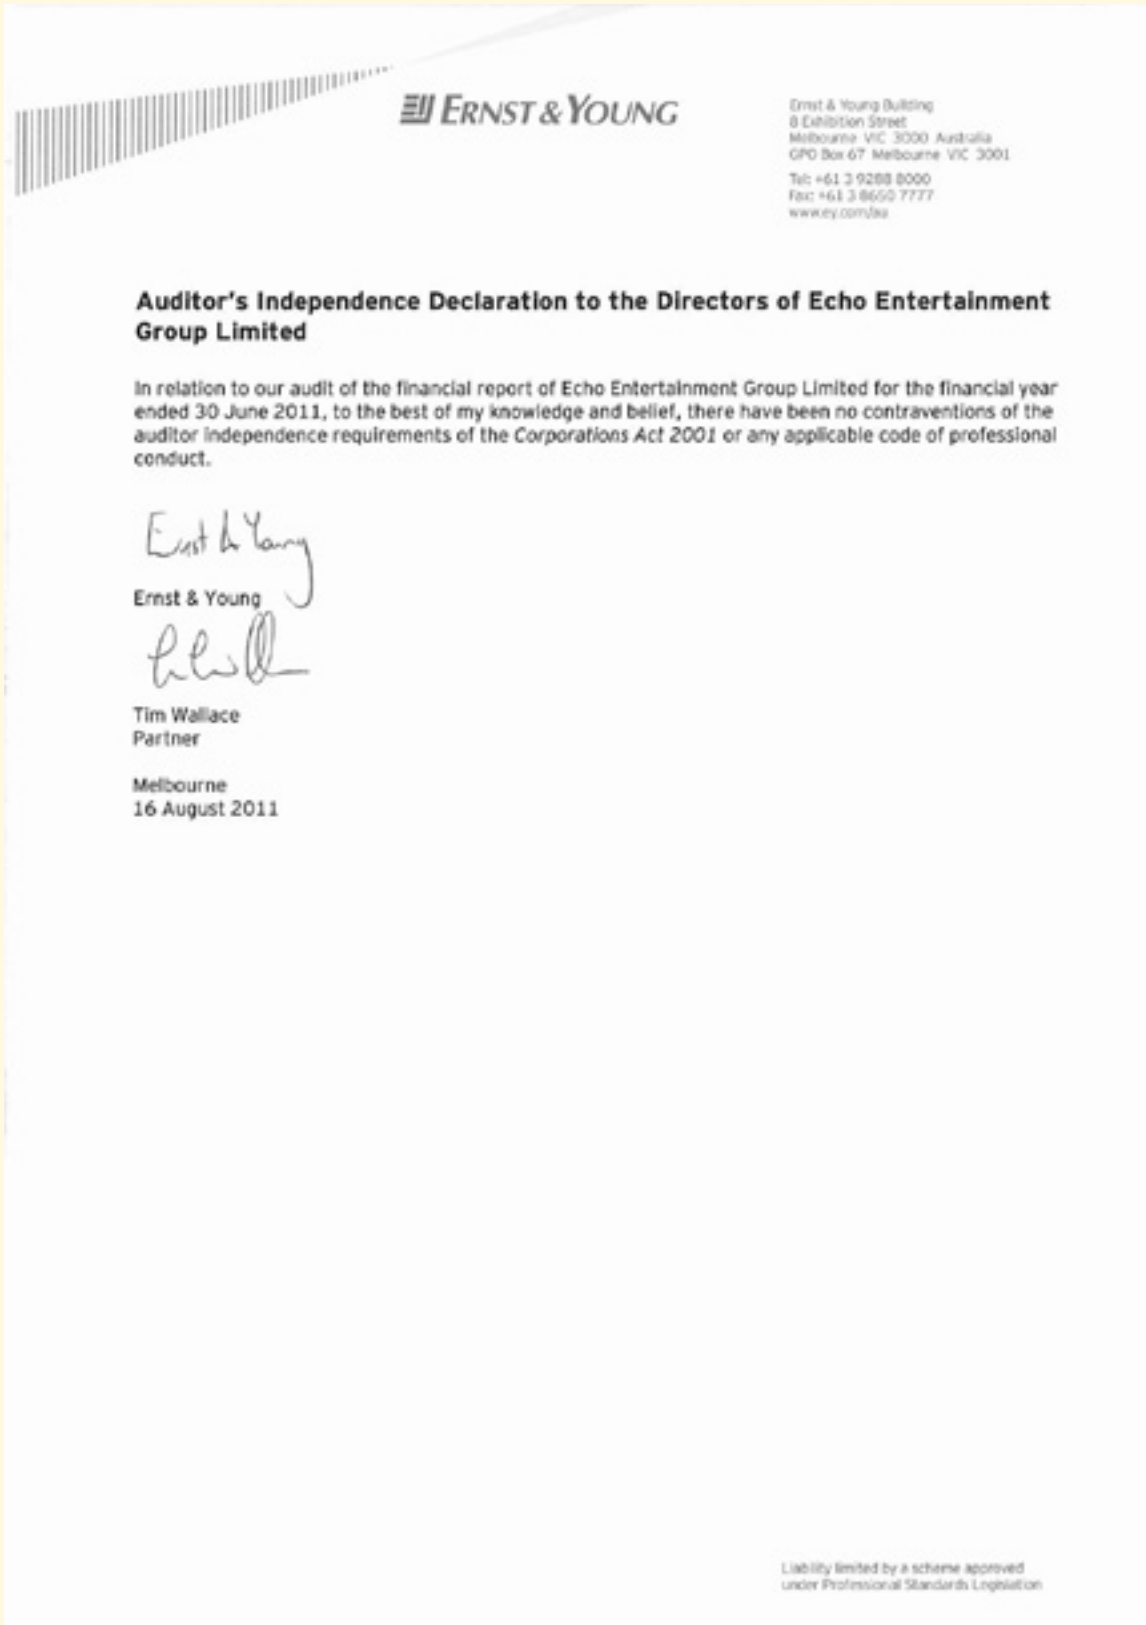 ERNST & YOUNG
Ernst & Young Building
8 Exhibition Street
Melbourne VIC 3000 Australia
GPO Box 67 Melbourne VIC 3001
Tel: +61 3 9288 8000
Fax: +61 3 8650 7777
www.ey.com/au
Auditor's Independence Declaration to the Directors of Echo Entertainment
Group Limited
In relation to our audit of the financial report of Echo Entertainment Group Limited for the financial year
ended 30 June 2011, to the best of my knowledge and belief, there have been no contraventions of the
auditor independence requirements of the Corporations Act 2001 or any applicable code of professional
conduct.
Ernst & Young
Ernst & Young
Tim Wallace
Partner
Melbourne
16 August 2011
Liability limited by a scheme approved
under Professional Standards Legislation